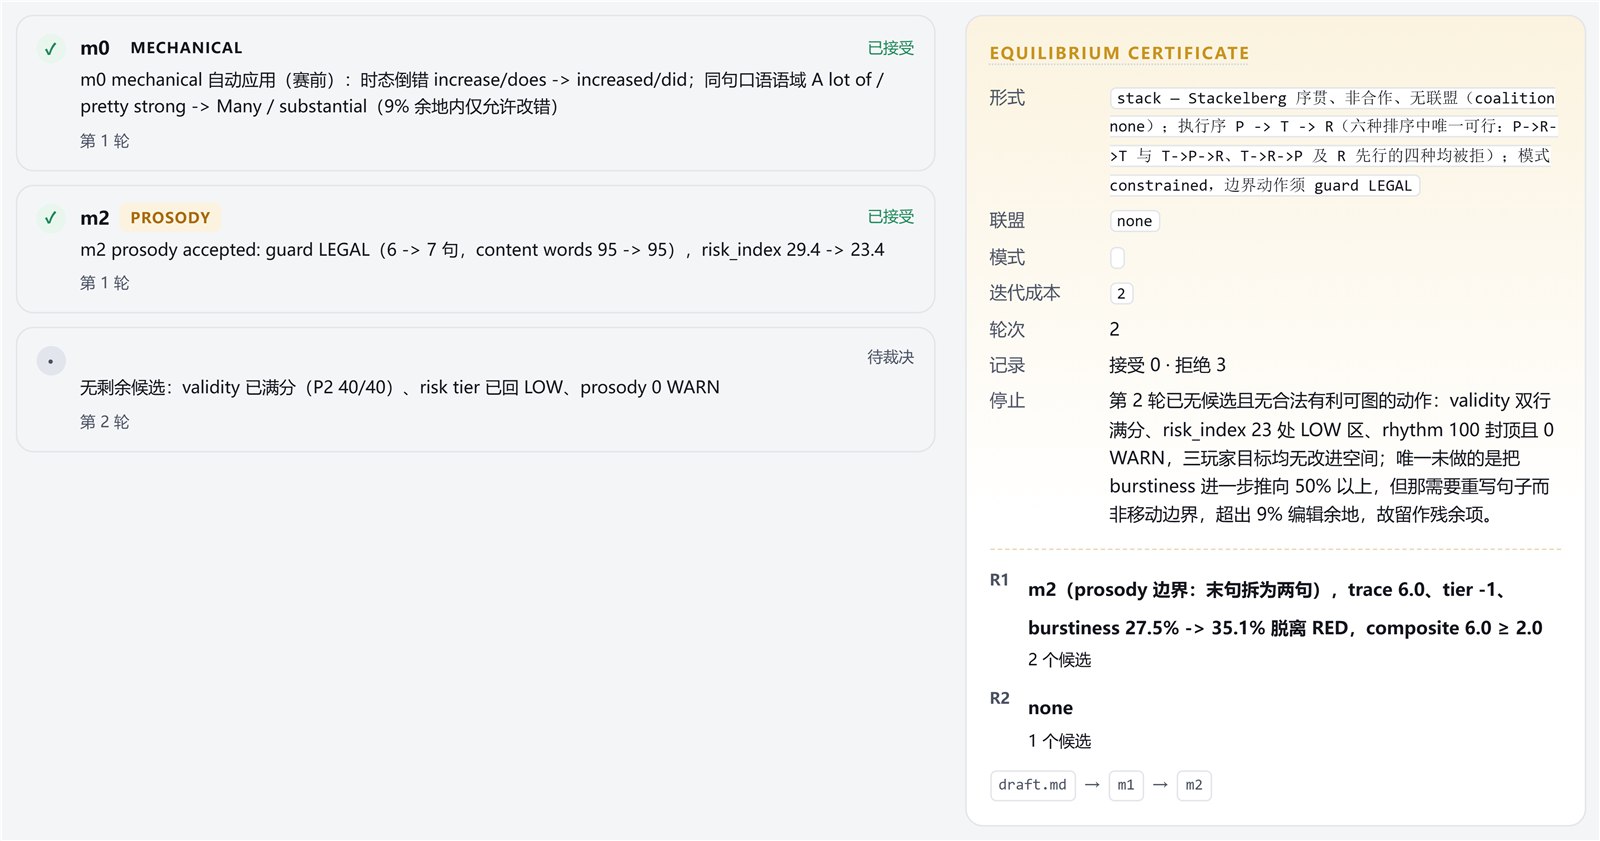 ✓ m0 MECHANICAL 已接受
m0 mechanical 自动应用（赛前）：时态倒错 increase/does -> increased/did；同句口语语域 A lot of /
pretty strong -> Many / substantial（9% 余地内仅允许改错）
第 1 轮
✓ m2 PROSODY 已接受
m2 prosody accepted: guard LEGAL（6 -> 7 句，content words 95 -> 95），risk_index 29.4 -> 23.4
第 1 轮
• 待裁决
无剩余候选：validity 已满分（P2 40/40）、risk tier 已回 LOW、prosody 0 WARN
第 2 轮
EQUILIBRIUM CERTIFICATE
形式 stack — Stackelberg 序贯、非合作、无联盟（coalition
none）；执行序 P -> T -> R（六种排序中唯一可行：P->R-
>T 与 T->P->R、T->R->P 及 R 先行的四种均被拒）；模式
constrained，边界动作须 guard LEGAL
联盟 none
模式
迭代成本 2
轮次 2
记录 接受 0 · 拒绝 3
停止 第 2 轮已无候选且无合法有利可图的动作：validity 双行
满分、risk_index 23 处 LOW 区、rhythm 100 封顶且 0
WARN，三玩家目标均无改进空间；唯一未做的是把
burstiness 进一步推向 50% 以上，但那需要重写句子而
非移动边界，超出 9% 编辑余地，故留作残余项。
R1 m2（prosody 边界：末句拆为两句），trace 6.0、tier -1、
burstiness 27.5% -> 35.1% 脱离 RED，composite 6.0 ≥ 2.0
2 个候选
R2 none
1 个候选
draft.md → m1 → m2